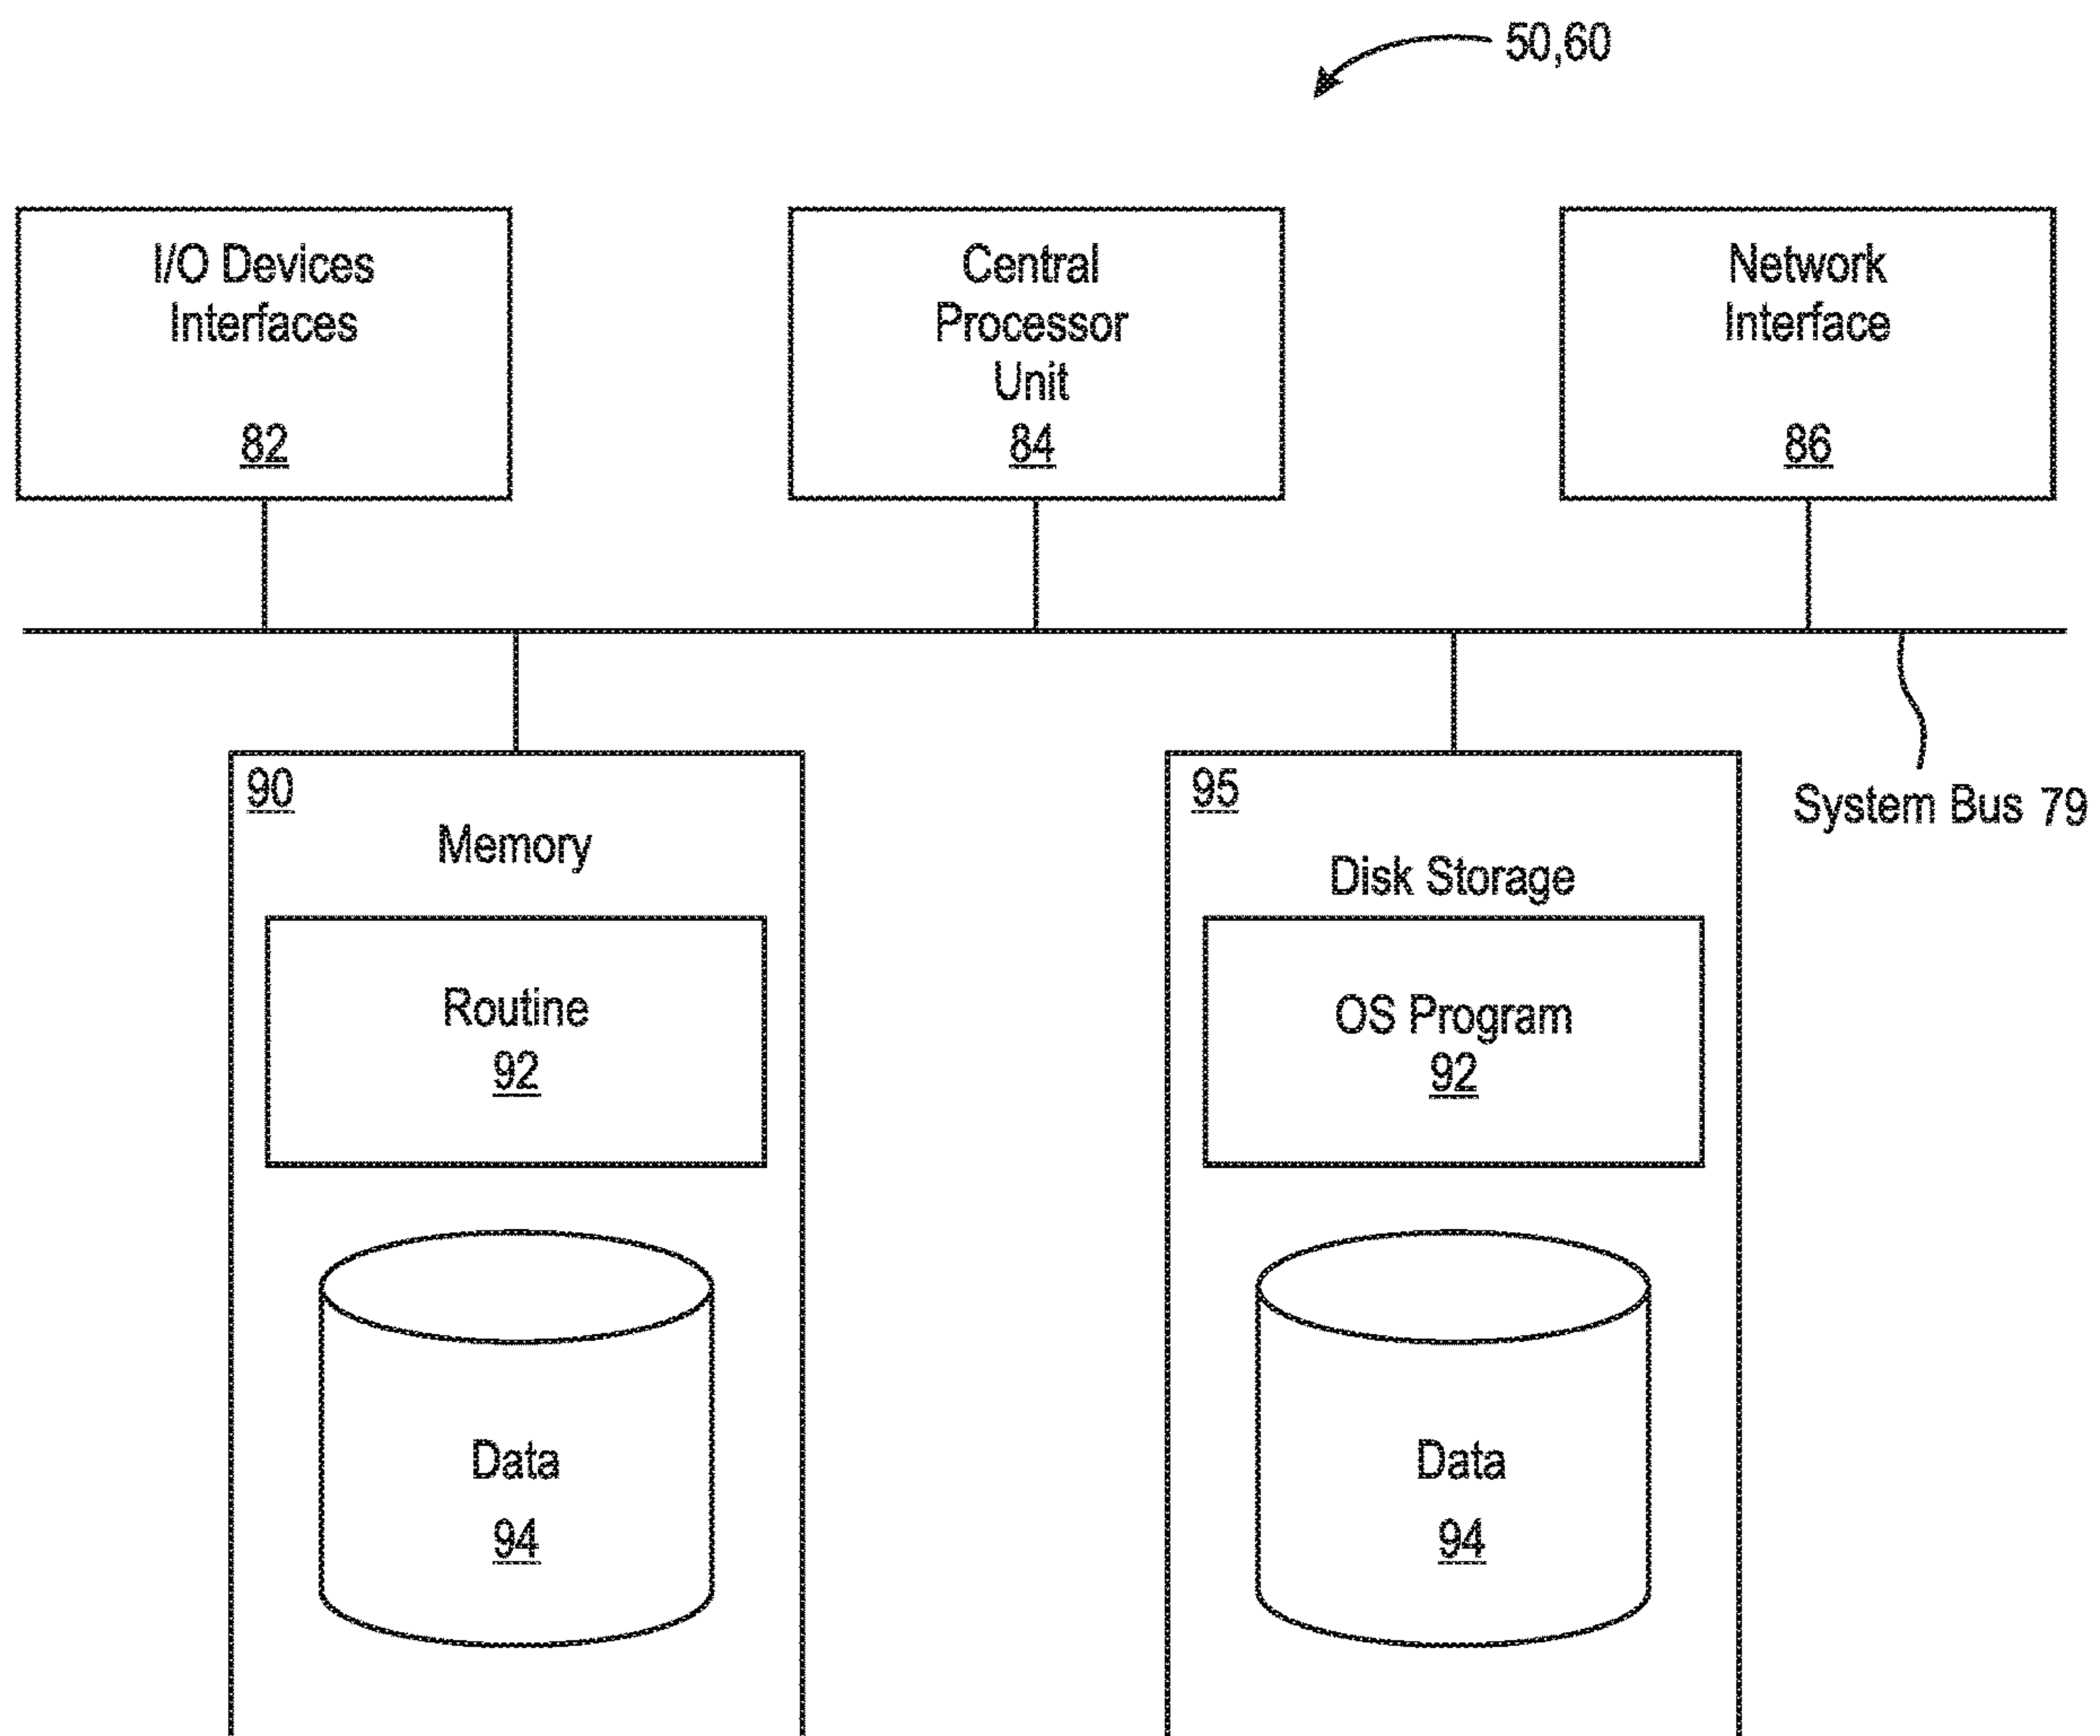 50,60
I/O Devices
Interfaces
82
Central
Processor
Unit
84
Network
Interface
86
System Bus 79
90
Memory
Routine
92
Data
94
95
Disk Storage
OS Program
92
Data
94